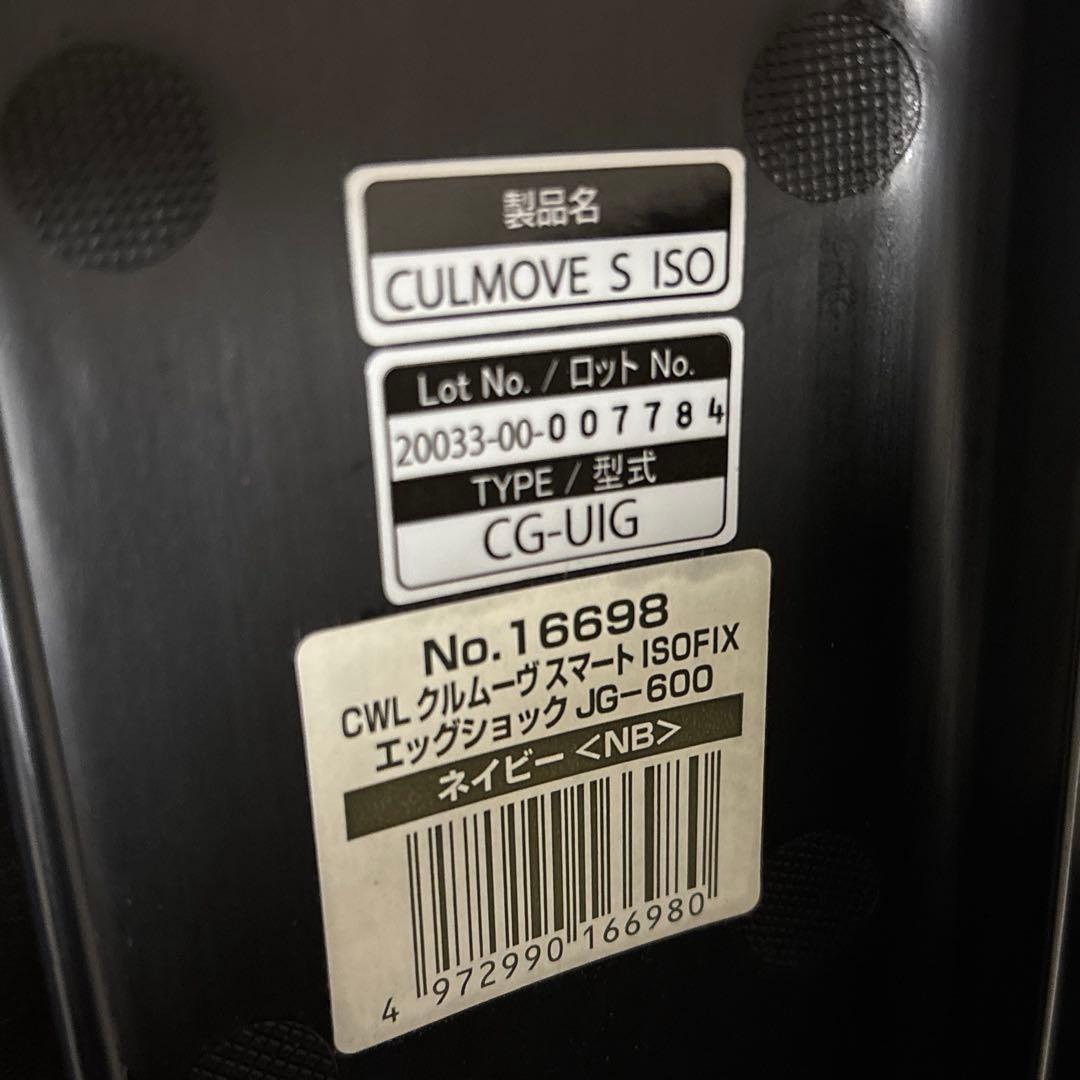 製品名
CULMOVE S ISO
Lot No. / ロット No.
20033-00-007784
TYPE / 型式
CG-UIG
No.16698
CWL クルムーヴ スマート ISOFIX
エッグショック JG-600
ネイビー <NB>
4 972990 166980